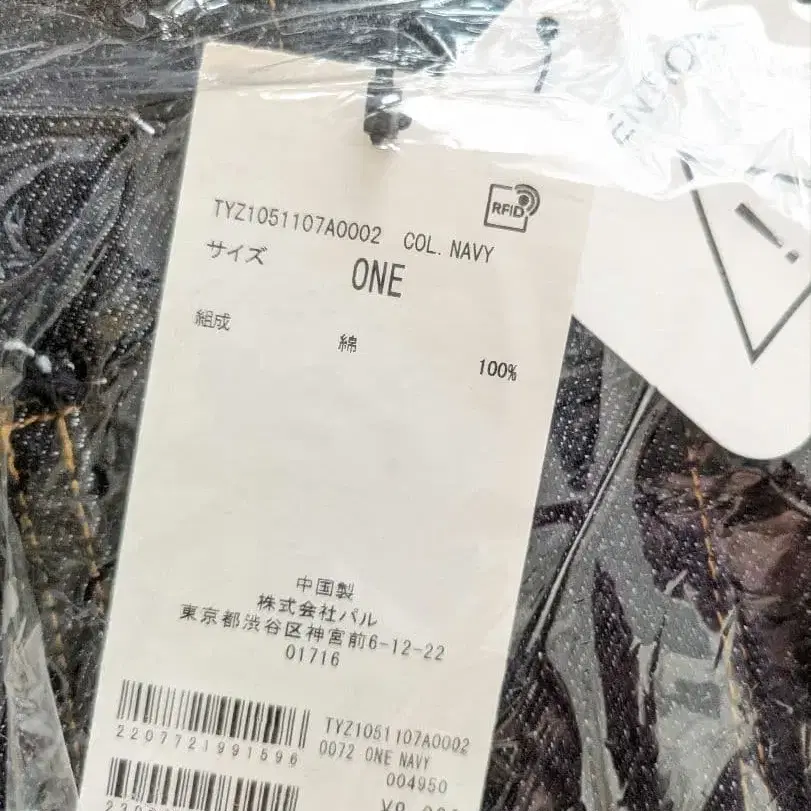 RFID
TYZ1051107A0002 COL. NAVY
サイズ ONE
組成
綿
100%
中国製
株式会社パル
東京都渋谷区神宮前6-12-22
01716
TYZ1051107A0002
2207721991596
0072 ONE NAVY
004950
!